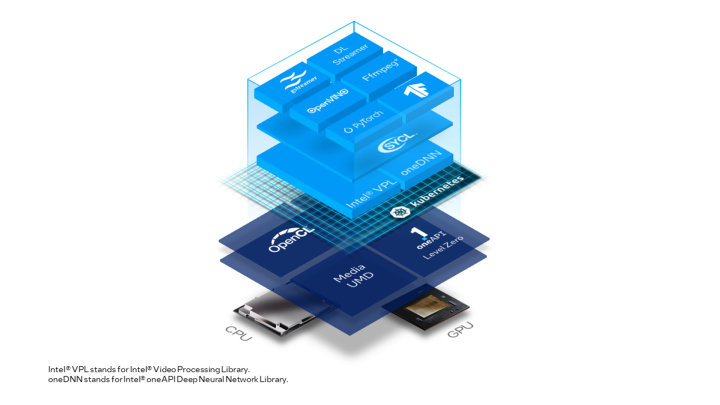 DL
Streamer
gstreamer
FFmpeg*
OpenVINO
PyTorch
SYCL
oneDNN
Intel® VPL
kubernetes
OpenCL
oneAPI
Level Zero
Media
UMD
CPU
GPU
Intel® VPL stands for Intel® Video Processing Library.
oneDNN stands for Intel® oneAPI Deep Neural Network Library.